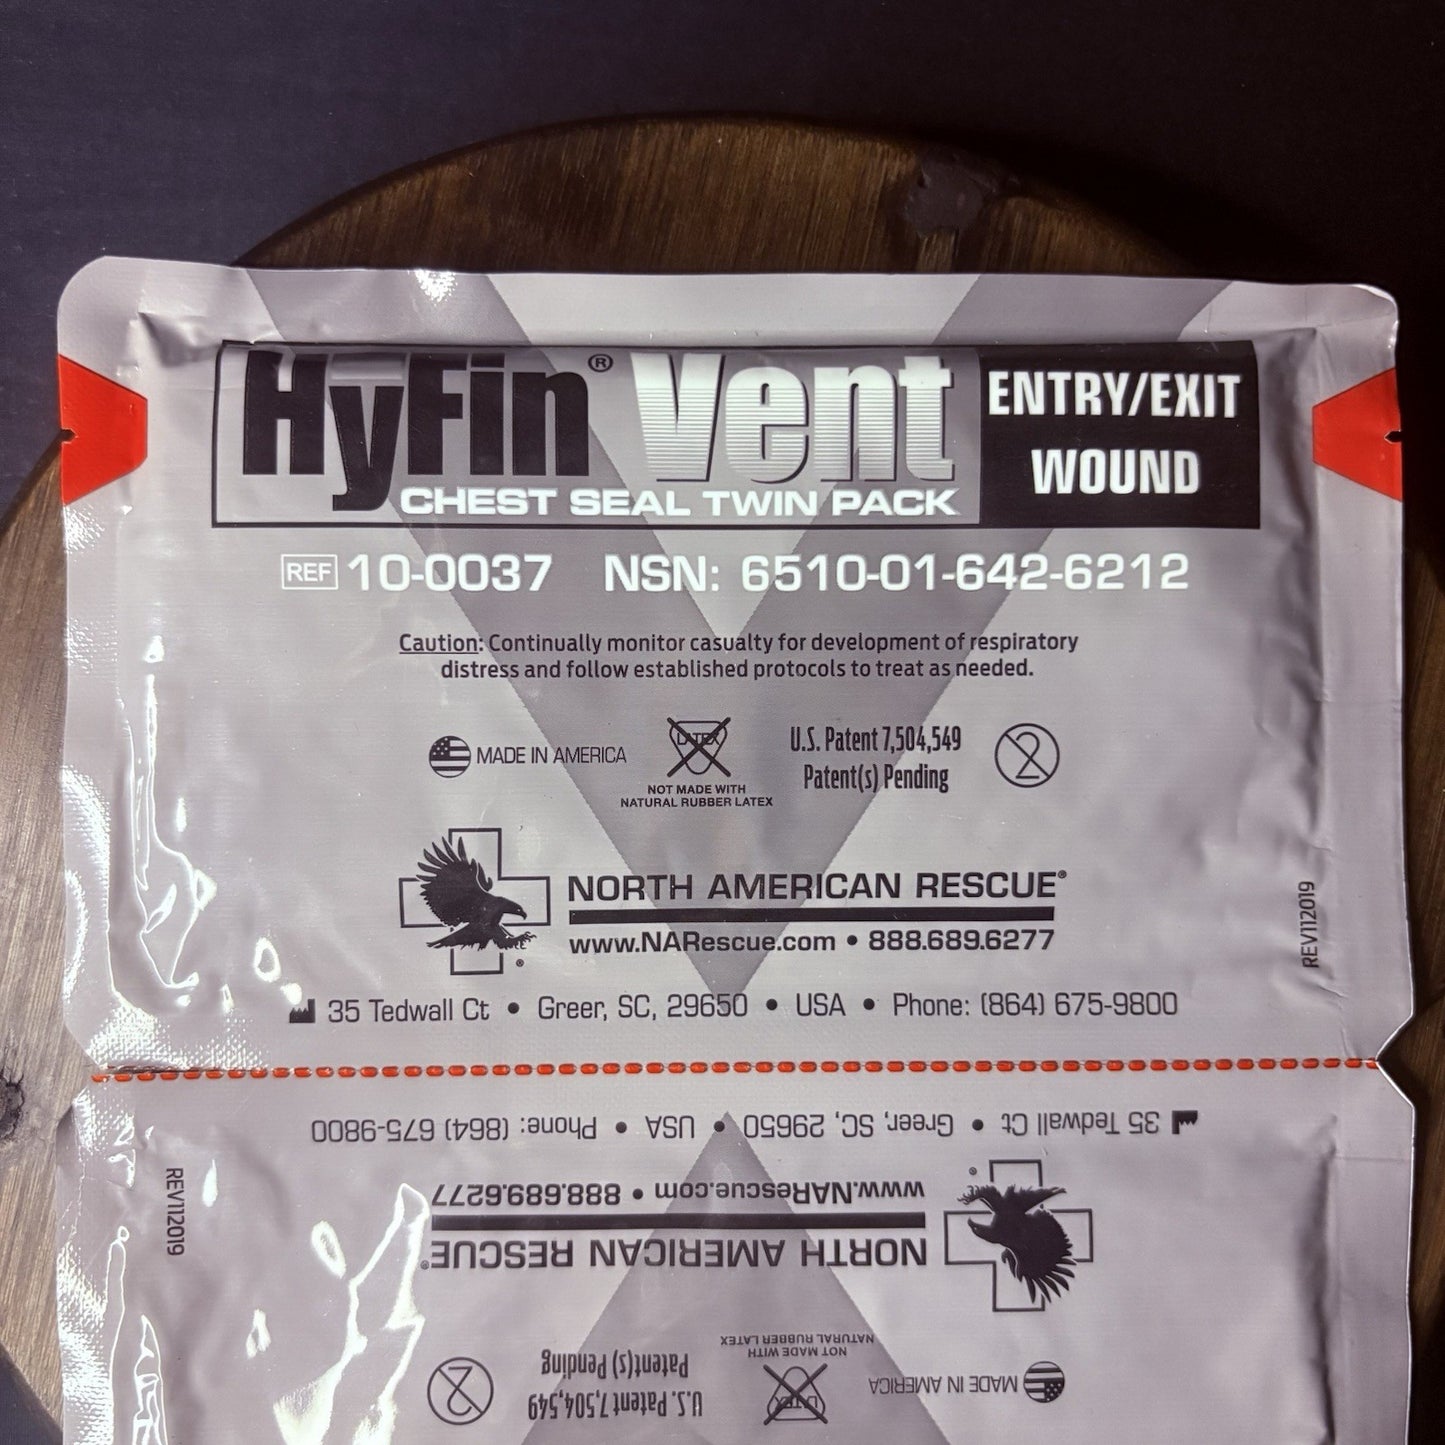 HyFin® Vent
CHEST SEAL TWIN PACK
ENTRY/EXIT
WOUND
REF 10-0037 NSN: 6510-01-642-6212
Caution: Continually monitor casualty for development of respiratory
distress and follow established protocols to treat as needed.
MADE IN AMERICA
LATEX
NOT MADE WITH
NATURAL RUBBER LATEX
U.S. Patent 7,504,549
Patent(s) Pending
2
NORTH AMERICAN RESCUE®
www.NARescue.com • 888.689.6277
REV112019
35 Tedwall Ct • Greer, SC, 29650 • USA • Phone: (864) 675-9800
35 Tedwall Ct • Greer, SC, 29650 • USA • Phone: (864) 675-9800
www.NARescue.com • 888.689.6277
NORTH AMERICAN RESCUE®
REV112019
MADE IN AMERICA
LATEX
NOT MADE WITH
NATURAL RUBBER LATEX
U.S. Patent 7,504,549
Patent(s) Pending
2